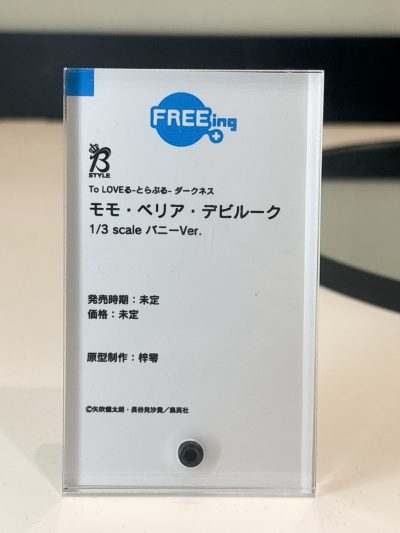 FREEing
B
STYLE
To LOVEる-とらぶる- ダークネス
モモ・ベリア・デビルーク
1/3 scale バニーVer.
発売時期：未定
価格：未定
原型制作：梓澪
©矢吹健太朗・長谷見沙貴／集英社